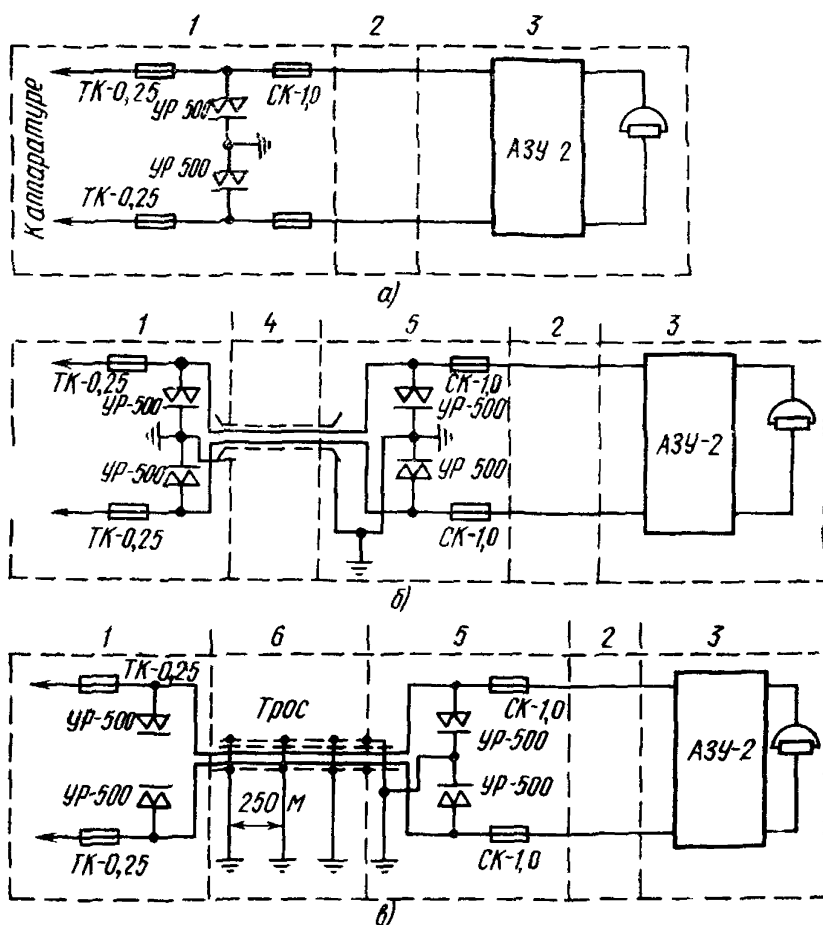 1 2 3
К аппаратуре
ТК-0,25
УР 500
СК-1,0
УР 500
ТК-0,25
АЗУ 2
а)
1 4 5 2 3
ТК-0,25
УР-500
УР-500
ТК-0,25
СК-1,0
УР-500
УР 500
СК-1,0
АЗУ-2
б)
1 6 5 2 3
ТК-0,25
УР-500
УР-500
ТК-0,25
Трос
250 М
СК-1,0
УР-500
УР-500
СК-1,0
АЗУ-2
в)